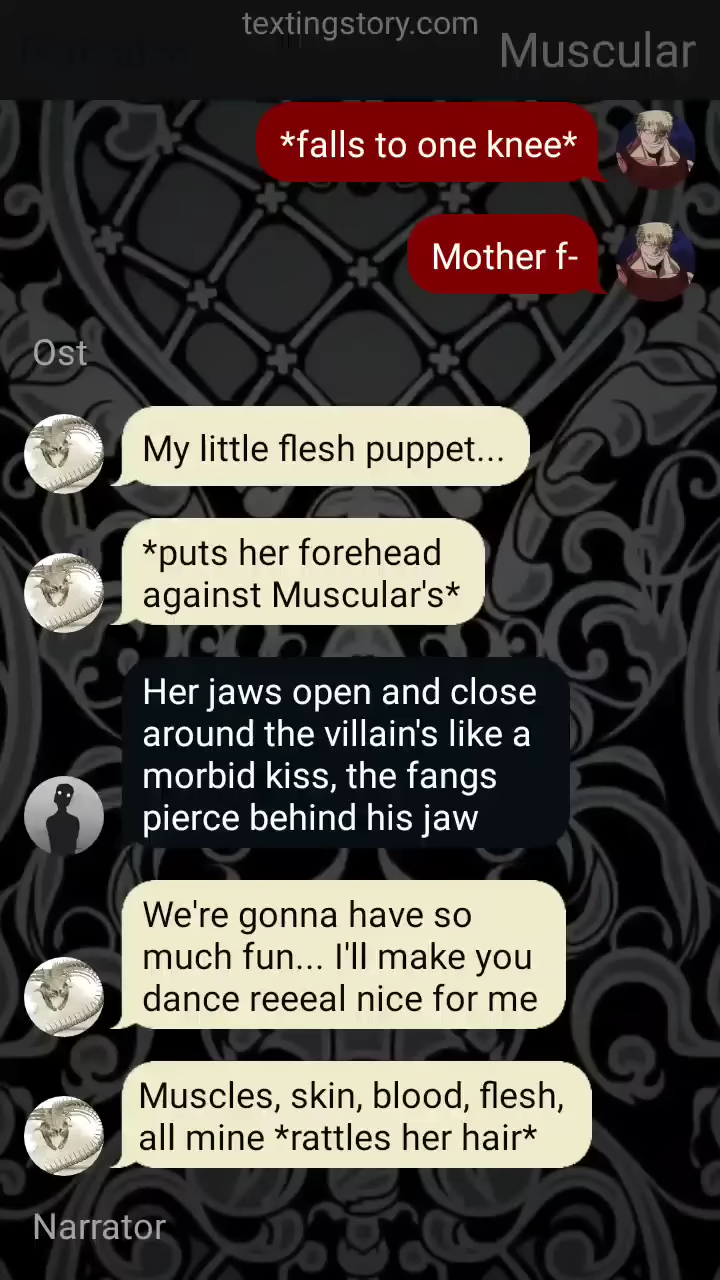 textingstory.com
Muscular
*falls to one knee*
Mother f-
Ost
My little flesh puppet...
*puts her forehead
against Muscular's*
Her jaws open and close
around the villain's like a
morbid kiss, the fangs
pierce behind his jaw
We're gonna have so
much fun... I'll make you
dance reeeal nice for me
Muscles, skin, blood, flesh,
all mine *rattles her hair*
Narrator